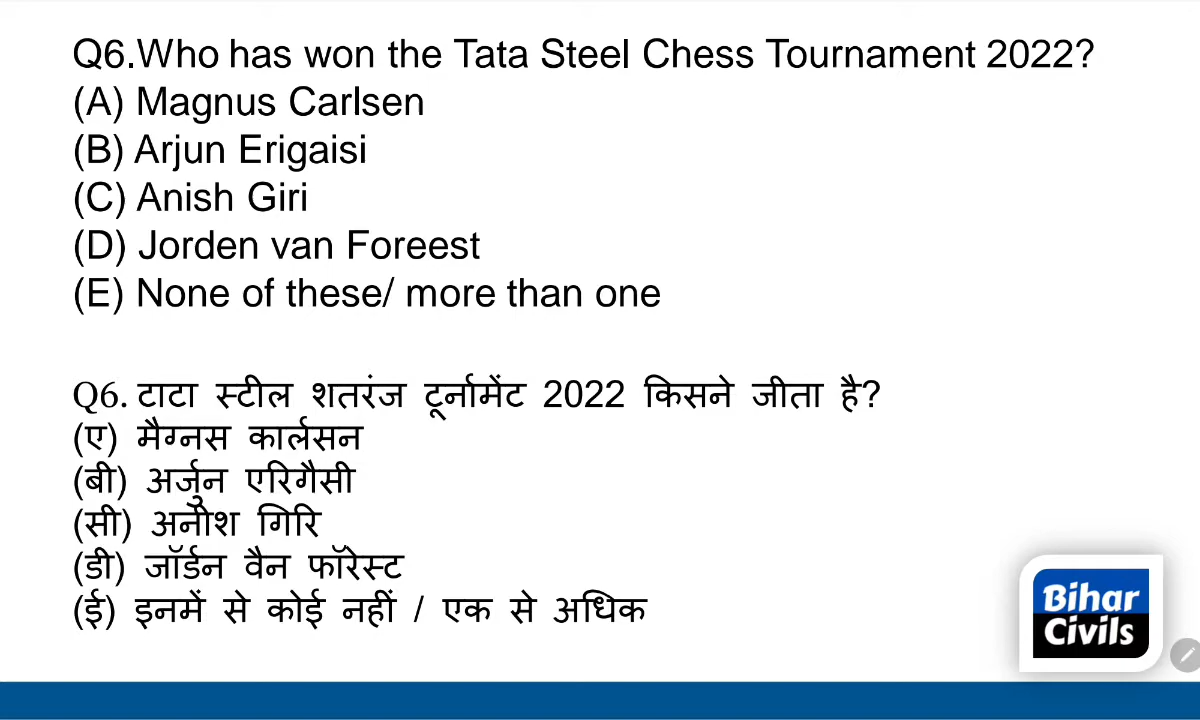 Q6.Who has won the Tata Steel Chess Tournament 2022?
(A) Magnus Carlsen
(B) Arjun Erigaisi
(C) Anish Giri
(D) Jorden van Foreest
(E) None of these/ more than one
Q6. टाटा स्टील शतरंज टूर्नामेंट 2022 किसने जीता है?
(ए) मैग्नस कार्लसन
(बी) अर्जुन एरिगैसी
(सी) अनीश गिरि
(डी) जॉर्डन वैन फॉरेस्ट
(ई) इनमें से कोई नहीं / एक से अधिक
Bihar
Civils